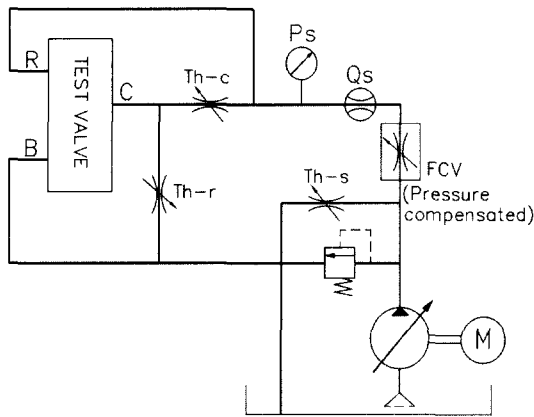 Ps
R
Th-c
Qs
TEST VALVE
C
B
Th-r
Th-s
FCV
(Pressure
compensated)
M